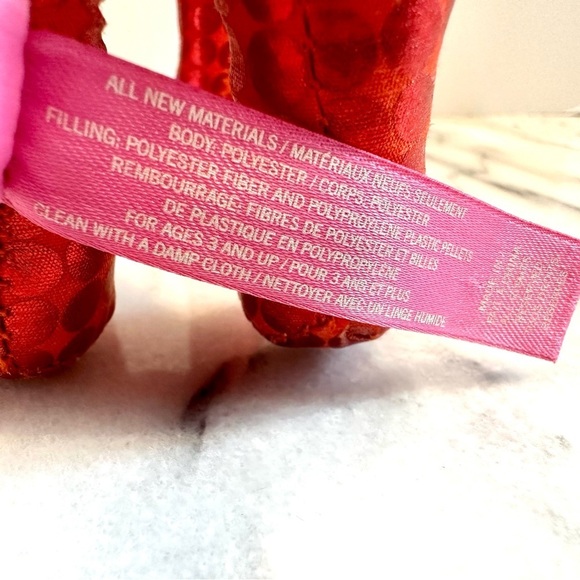 ALL NEW MATERIALS / MATÉRIAUX NEUFS SEULEMENT
BODY: POLYESTER / CORPS: POLYESTER
FILLING: POLYESTER FIBER AND POLYPROPYLENE PLASTIC PELLETS
REMBOURRAGE: FIBRES DE POLYESTER ET BILLES
DE PLASTIQUE EN POLYPROPYLÈNE
FOR AGES 3 AND UP / POUR 3 ANS ET PLUS
CLEAN WITH A DAMP CLOTH / NETTOYER AVEC UN LINGE HUMIDE